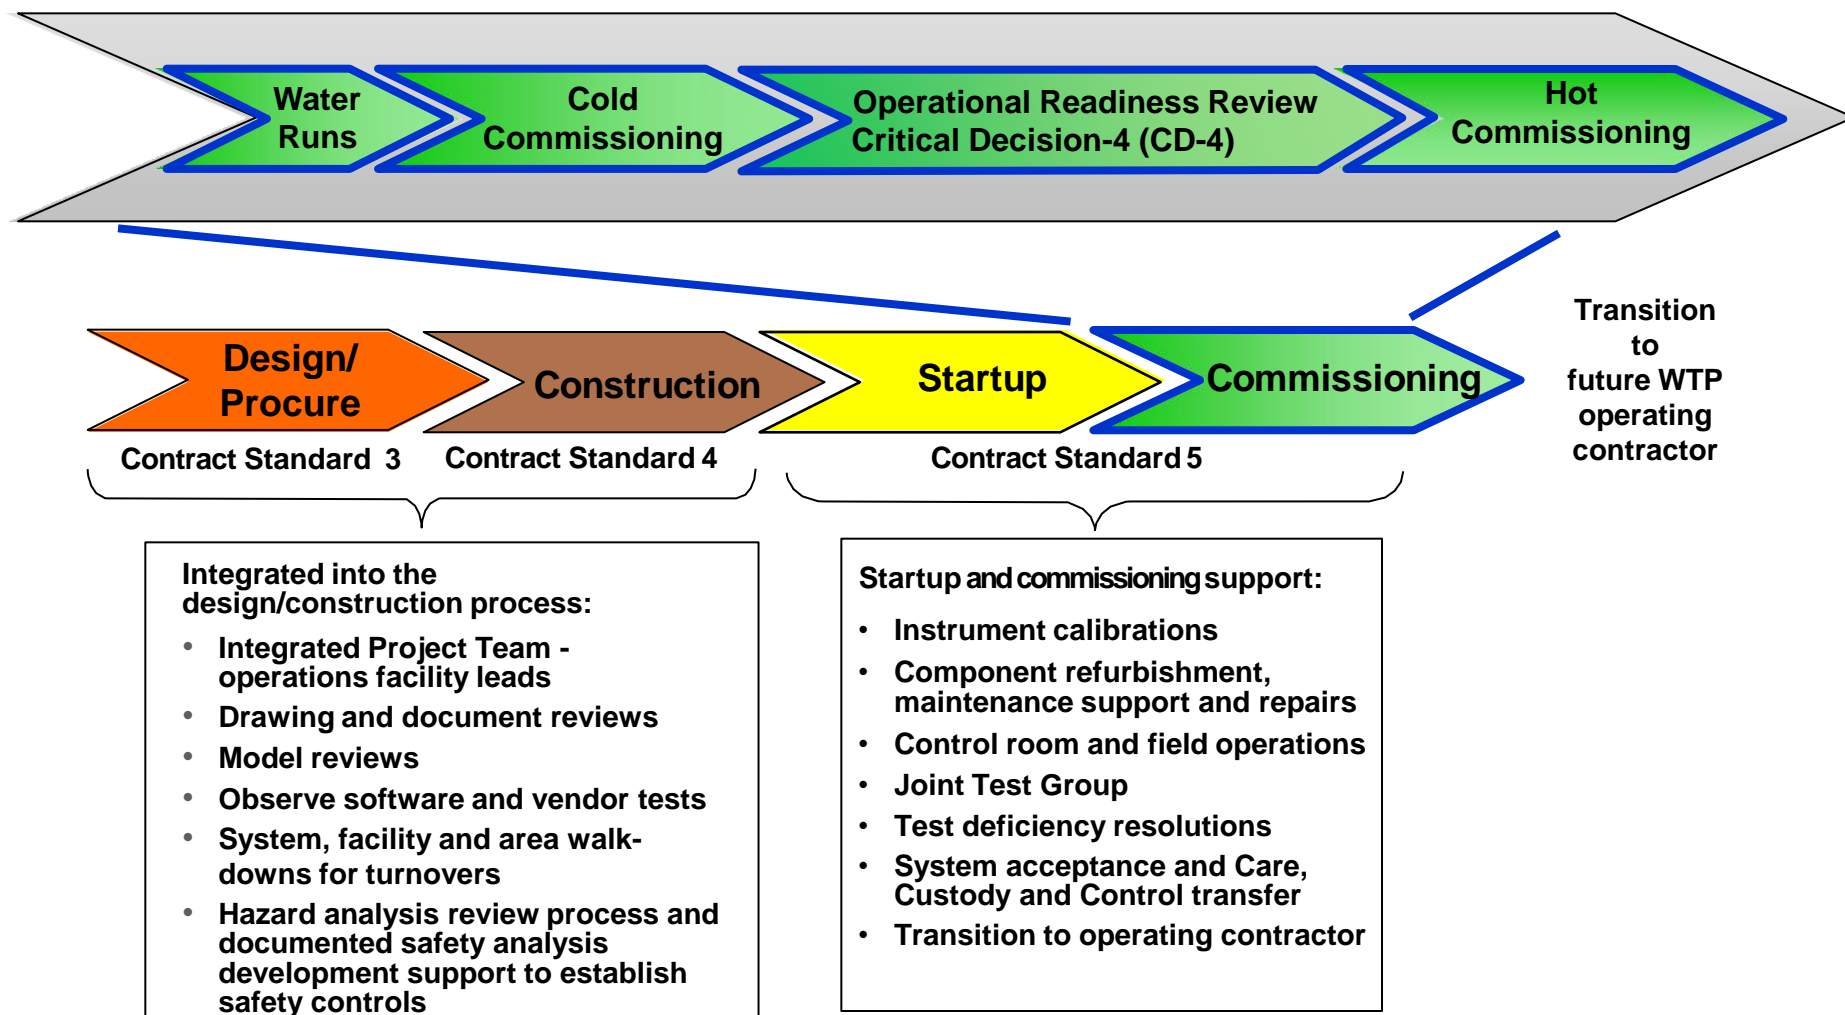 Water
Runs
Cold
Commissioning
Operational Readiness Review
Critical Decision-4 (CD-4)
Hot
Commissioning
Design/
Procure
Construction
Startup
Commissioning
Transition
to
future WTP
operating
contractor
Contract Standard 3
Contract Standard 4
Contract Standard 5
Integrated into the
design/construction process:
• Integrated Project Team -
operations facility leads
• Drawing and document reviews
• Model reviews
• Observe software and vendor tests
• System, facility and area walk-
downs for turnovers
• Hazard analysis review process and
documented safety analysis
development support to establish
safety controls
Startup and commissioning support:
• Instrument calibrations
• Component refurbishment,
maintenance support and repairs
• Control room and field operations
• Joint Test Group
• Test deficiency resolutions
• System acceptance and Care,
Custody and Control transfer
• Transition to operating contractor